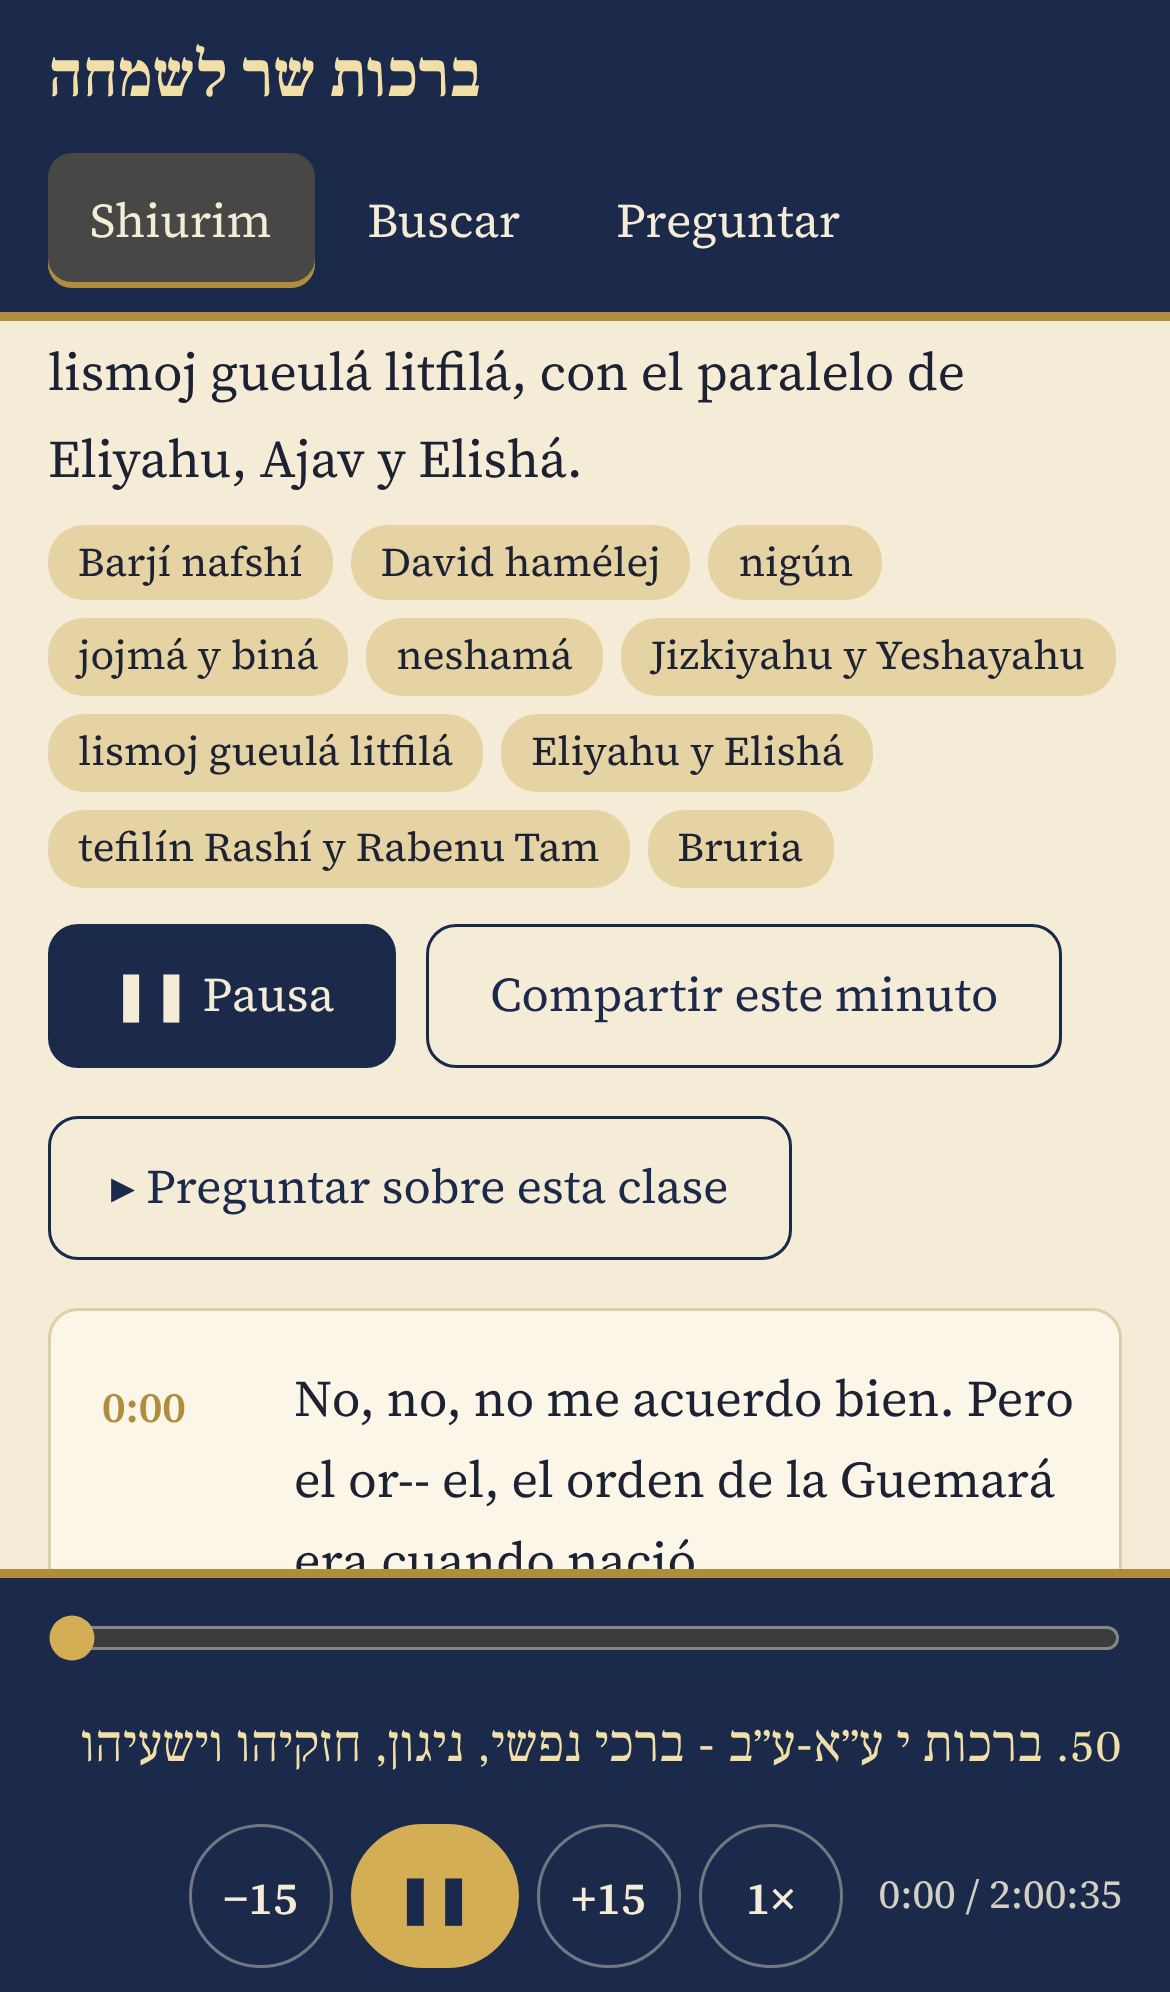 ברכות שר לשמחה
Shiurim Buscar Preguntar
lismoj gueulá litfilá, con el paralelo de
Eliyahu, Ajav y Elishá.
Barjí nafshí David hamélej nigún
jojmá y biná neshamá Jizkiyahu y Yeshayahu
lismoj gueulá litfilá Eliyahu y Elishá
tefilín Rashí y Rabenu Tam Bruria
❚❚ Pausa Compartir este minuto
▸ Preguntar sobre esta clase
0:00 No, no, no me acuerdo bien. Pero
el or-- el, el orden de la Guemará
era cuando nació
50. ברכות י ע”א-ע”ב - ברכי נפשי, ניגון, חזקיהו וישעיהו
−15 ❚❚ +15 1× 0:00 / 2:00:35